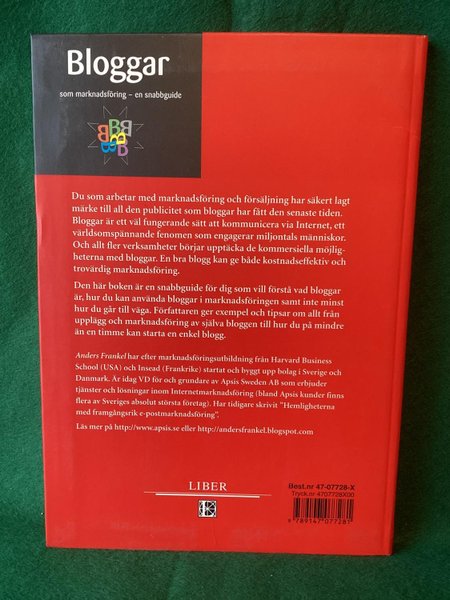 Bloggar
som marknadsföring – en snabbguide
Du som arbetar med marknadsföring och försäljning har säkert lagt
märke till all den publicitet som bloggar har fått den senaste tiden.
Bloggar är ett väl fungerande sätt att kommunicera via Internet, ett
världsomspännande fenomen som engagerar miljontals människor.
Och allt fler verksamheter börjar upptäcka de kommersiella möjlig-
heterna med bloggar. En bra blogg kan ge både kostnadseffektiv och
trovärdig marknadsföring.
Den här boken är en snabbguide för dig som vill förstå vad bloggar
är, hur du kan använda bloggar i marknadsföringen samt inte minst
hur du går till väga. Författaren ger exempel och tipsar om allt från
upplägg och marknadsföring av själva bloggen till hur du på mindre
än en timme kan starta en enkel blogg.
Anders Frankel har efter marknadsföringsutbildning från Harvard Business
School (USA) och Insead (Frankrike) startat och byggt upp bolag i Sverige och
Danmark. Är idag VD för och grundare av Apsis Sweden AB som erbjuder
tjänster och lösningar inom Internetmarknadsföring (bland Apsis kunder finns
flera av Sveriges absolut största företag). Har tidigare skrivit "Hemligheterna
med framgångsrik e-postmarknadsföring".
Läs mer på http://www.apsis.se eller http://andersfrankel.blogspot.com
LIBER
Best.nr 47-07728-X
Tryck.nr 4707728X00
9 789147 077281